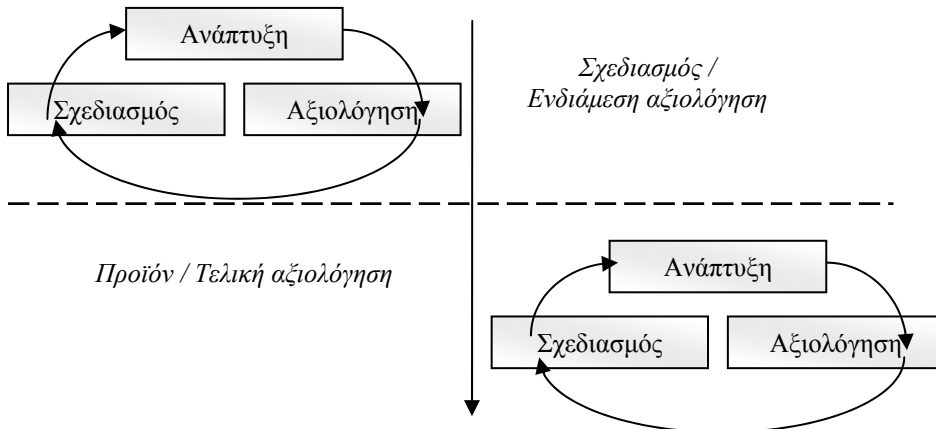 Ανάπτυξη
Σχεδιασμός
Αξιολόγηση
Σχεδιασμός /
Ενδιάμεση αξιολόγηση
Προϊόν / Τελική αξιολόγηση
Ανάπτυξη
Σχεδιασμός
Αξιολόγηση